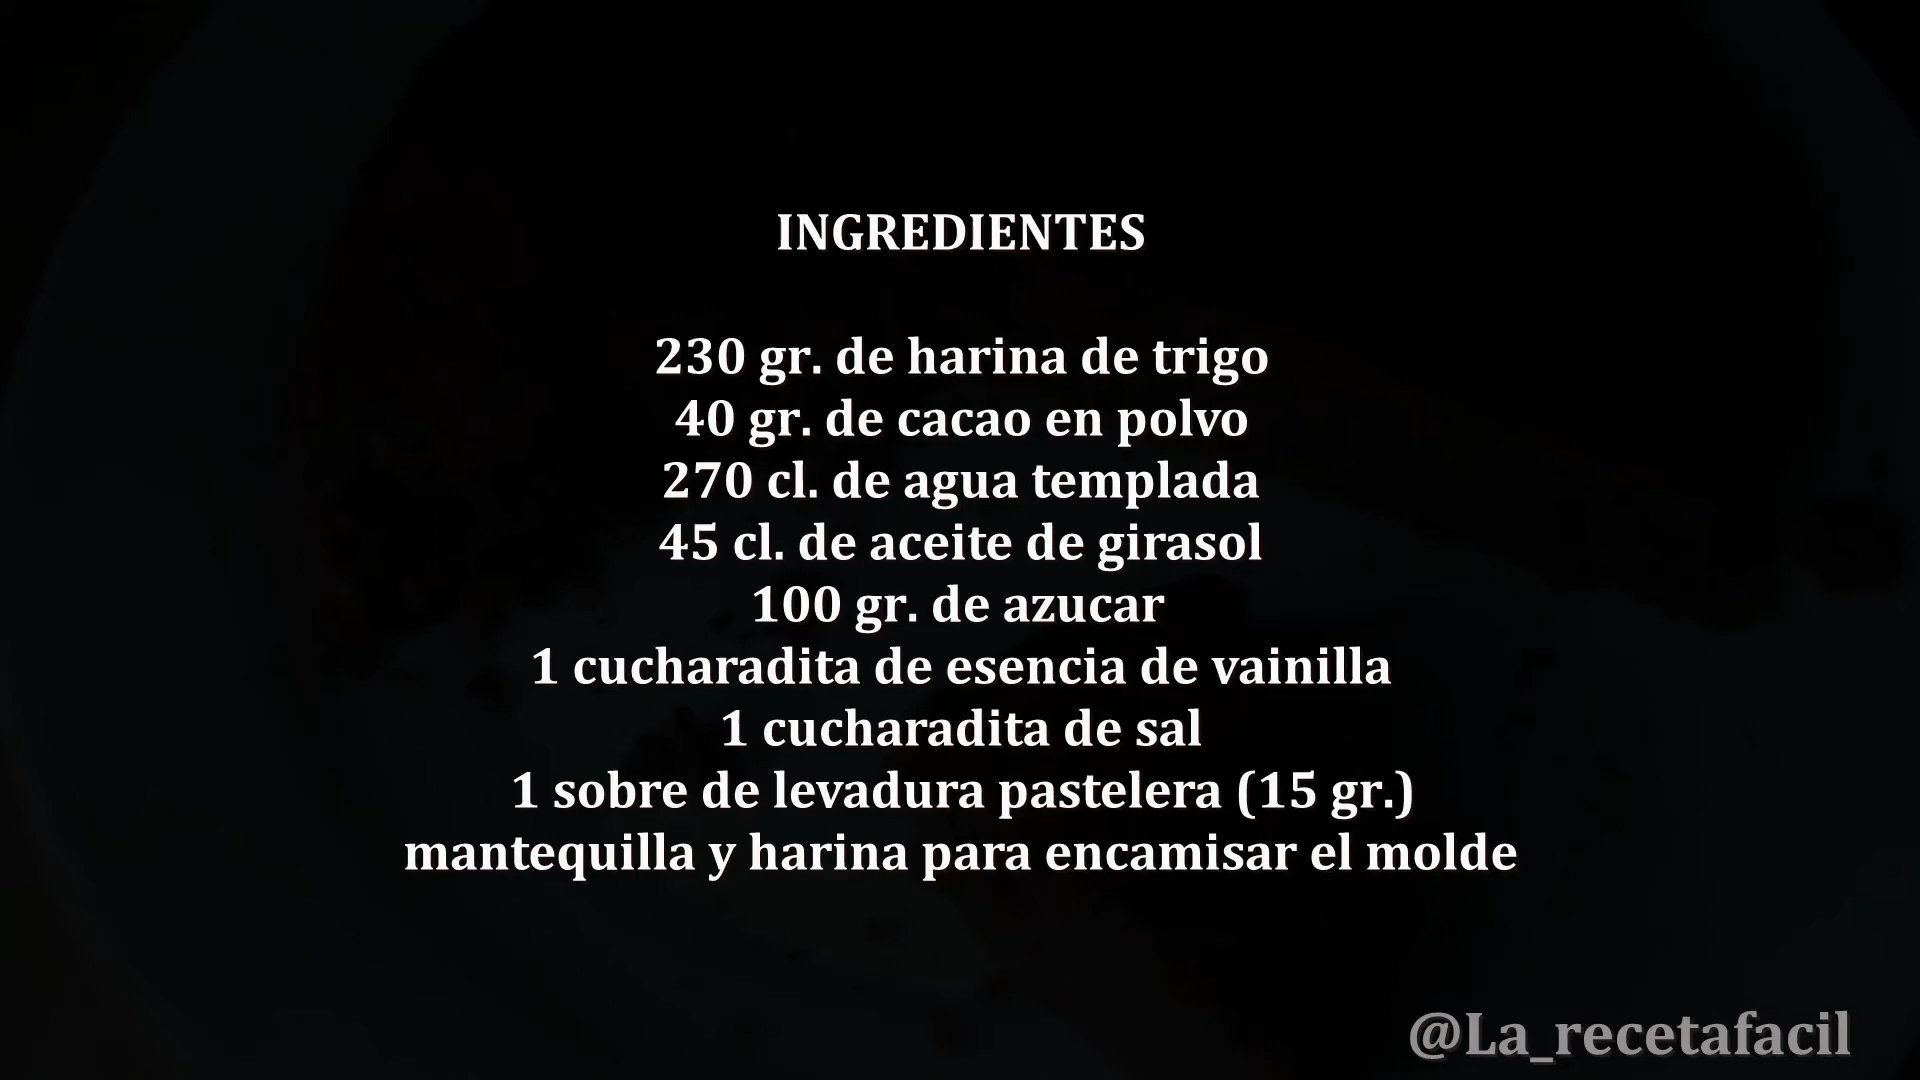 INGREDIENTES
230 gr. de harina de trigo
40 gr. de cacao en polvo
270 cl. de agua templada
45 cl. de aceite de girasol
100 gr. de azucar
1 cucharadita de esencia de vainilla
1 cucharadita de sal
1 sobre de levadura pastelera (15 gr.)
mantequilla y harina para encamisar el molde
@La_recetafacil